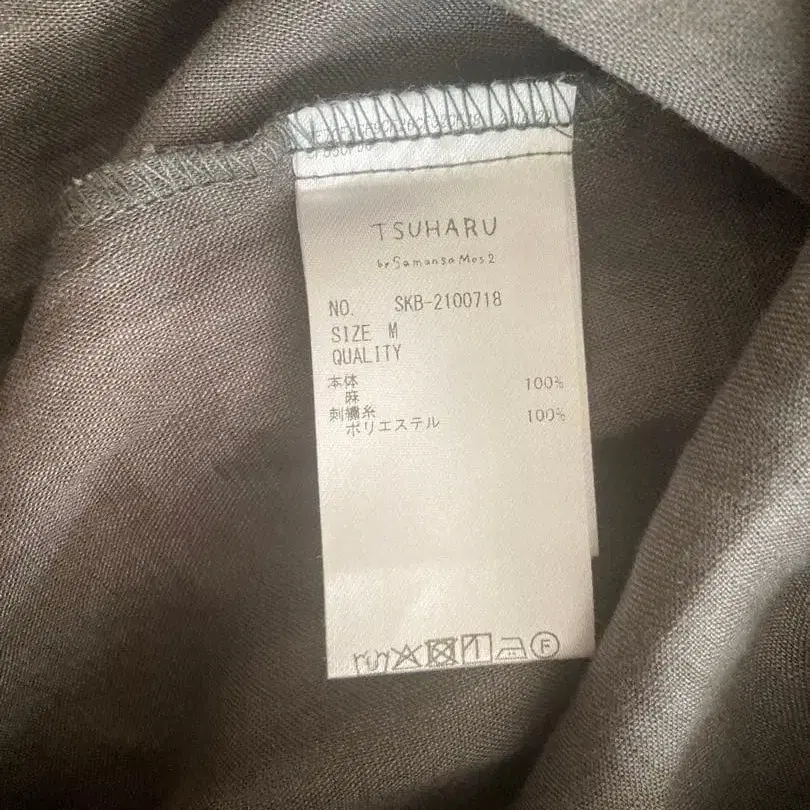 TSUHARU
by Samansa Mos2
NO. SKB-2100718
SIZE M
QUALITY
本体 100%
麻
刺繍糸 100%
ポリエステル
F